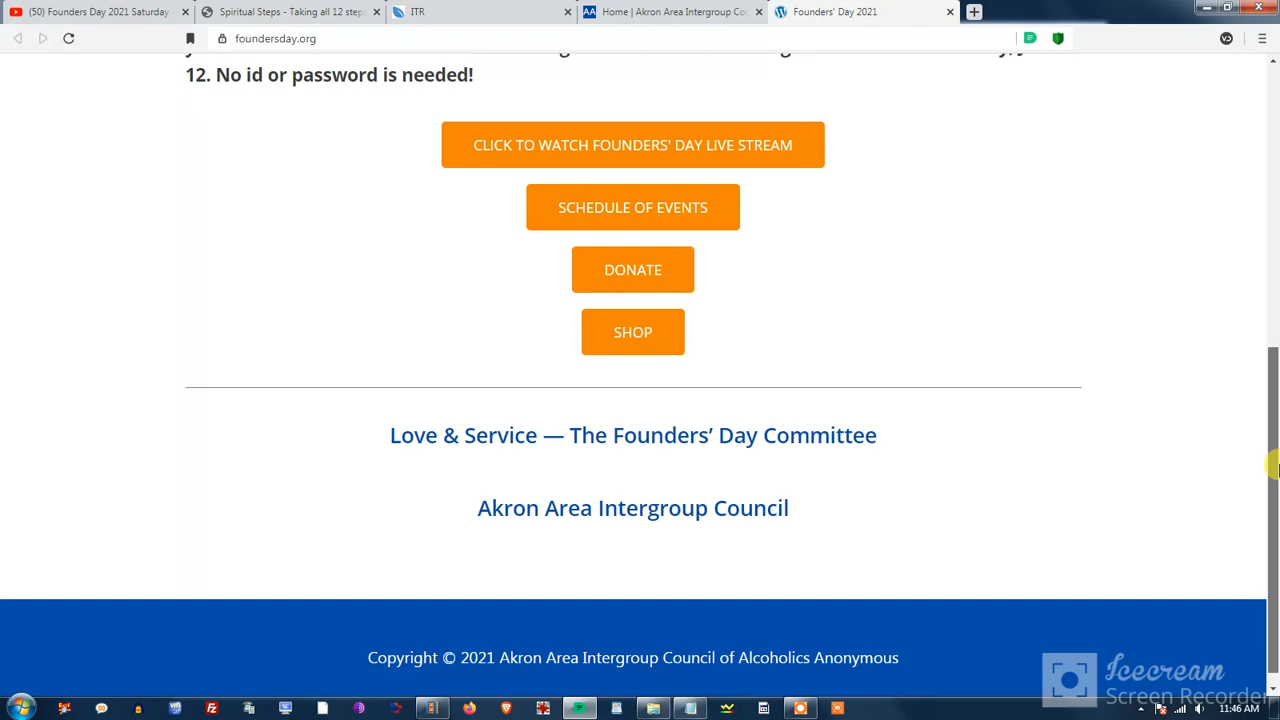 (50) Founders Day 2021 Saturday
Spiritual Steps - Taking all 12 step
ITR
AA
Home | Akron Area Intergroup Co
Founders' Day 2021
foundersday.org
12. No id or password is needed!
CLICK TO WATCH FOUNDERS' DAY LIVE STREAM
SCHEDULE OF EVENTS
DONATE
SHOP
Love & Service — The Founders’ Day Committee
Akron Area Intergroup Council
Copyright © 2021 Akron Area Intergroup Council of Alcoholics Anonymous
Icecream
Screen Recorder
11:46 AM